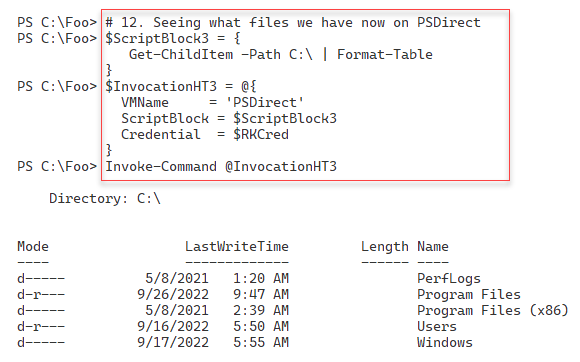 PS C:\Foo> # 12. Seeing what files we have now on PSDirect
PS C:\Foo> $ScriptBlock3 = {
Get-ChildItem -Path C:\ | Format-Table
}
PS C:\Foo> $InvocationHT3 = @{
VMName = 'PSDirect'
ScriptBlock = $ScriptBlock3
Credential = $RKCred
}
PS C:\Foo> Invoke-Command @InvocationHT3
Directory: C:\
Mode LastWriteTime Length Name
---- ------------- ------ ----
d----- 5/8/2021 1:20 AM PerfLogs
d-r--- 9/26/2022 9:47 AM Program Files
d----- 5/8/2021 2:39 AM Program Files (x86)
d-r--- 9/16/2022 5:50 AM Users
d----- 9/17/2022 5:55 AM Windows